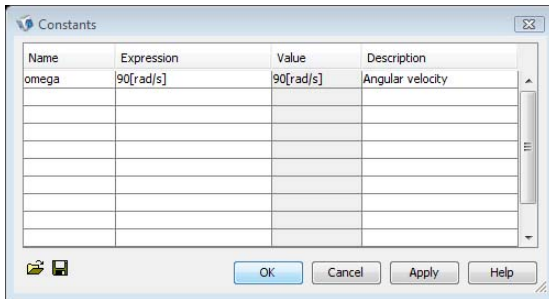 Constants
Name Expression Value Description
omega 90[rad/s] 90[rad/s] Angular velocity
OK Cancel Apply Help